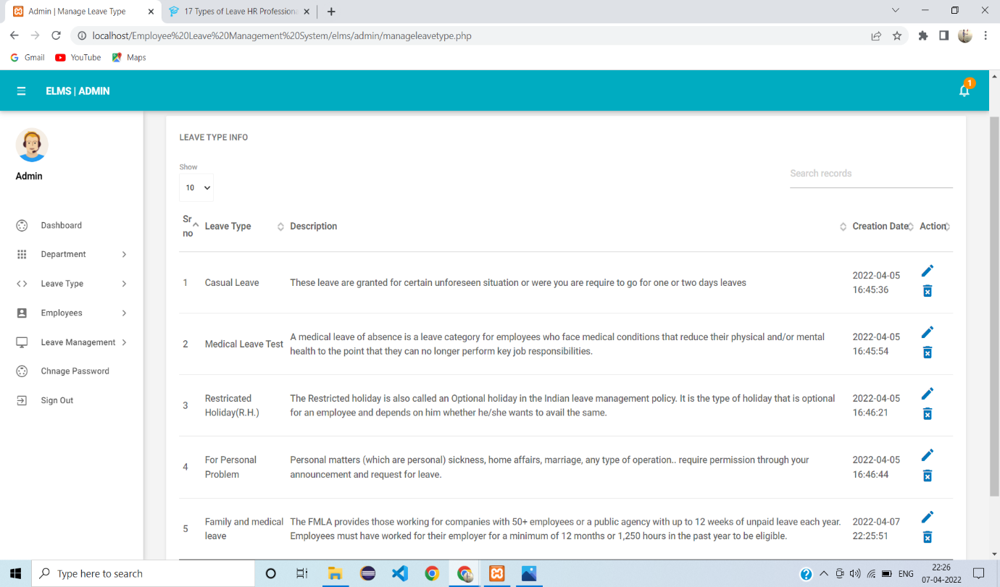 Admin | Manage Leave Type
17 Types of Leave HR Professiona
localhost/Employee%20Leave%20Management%20System/elms/admin/manageleavetype.php
Gmail YouTube Maps
ELMS | ADMIN
1
Admin
Dashboard
Department
Leave Type
Employees
Leave Management
Chnage Password
Sign Out
LEAVE TYPE INFO
Show
10
Search records
Sr no Leave Type Description Creation Date Action
1 Casual Leave These leave are granted for certain unforeseen situation or were you are require to go for one or two days leaves 2022-04-05 16:45:36
2 Medical Leave Test A medical leave of absence is a leave category for employees who face medical conditions that reduce their physical and/or mental 2022-04-05
health to the point that they can no longer perform key job responsibilities. 16:45:54
3 Restricated The Restricted holiday is also called an Optional holiday in the Indian leave management policy. It is the type of holiday that is optional 2022-04-05
Holiday(R.H.) for an employee and depends on him whether he/she wants to avail the same. 16:46:21
4 For Personal Personal matters (which are personal) sickness, home affairs, marriage, any type of operation.. require permission through your 2022-04-05
Problem announcement and request for leave. 16:46:44
5 Family and medical The FMLA provides those working for companies with 50+ employees or a public agency with up to 12 weeks of unpaid leave each year. 2022-04-07
leave Employees must have worked for their employer for a minimum of 12 months or 1,250 hours in the past year to be eligible. 22:25:51
Type here to search
ENG
22:26
07-04-2022